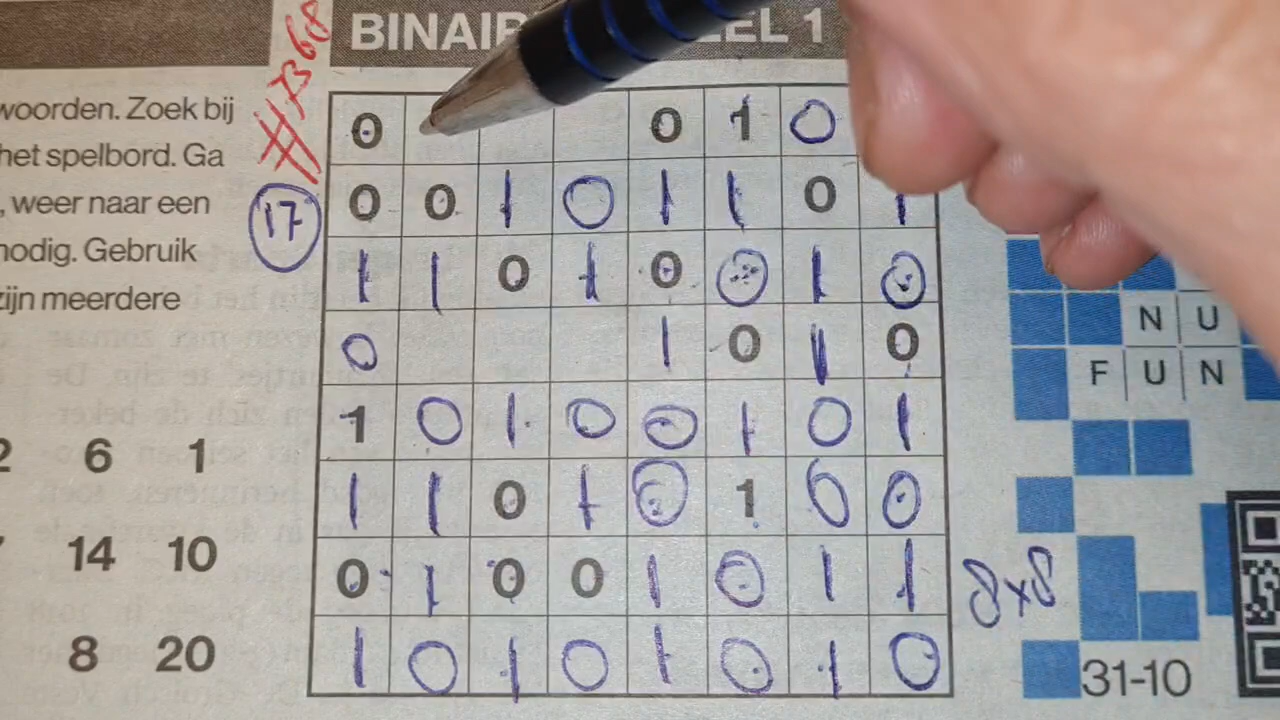 #7368
BINAIR
EEL 1
woorden. Zoek bij
het spelbord. Ga
, weer naar een
nodig. Gebruik
zijn meerdere
17
0 0 1 0
0 0 1 0 1 1 0 1
1 1 0 1 0 0 1 0
0 1 0 1 0
1 0 1 0 0 1 0 1
1 1 0 1 0 1 0 0
0 1 0 0 1 0 1 1
1 0 1 0 1 0 1 0
2 6 1
14 10
8 20
N U
F U N
8x8
31-10